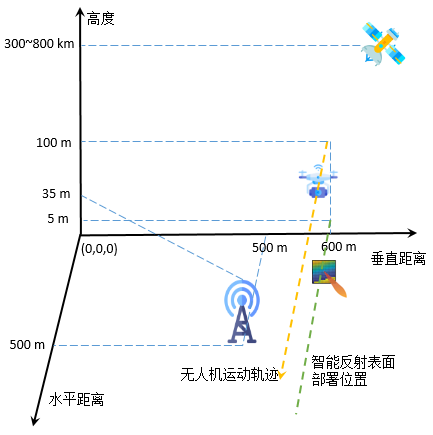 高度
300~800 km
100 m
35 m
5 m
(0,0,0)
500 m
600 m
垂直距离
500 m
水平距离
无人机运动轨迹
智能反射表面
部署位置